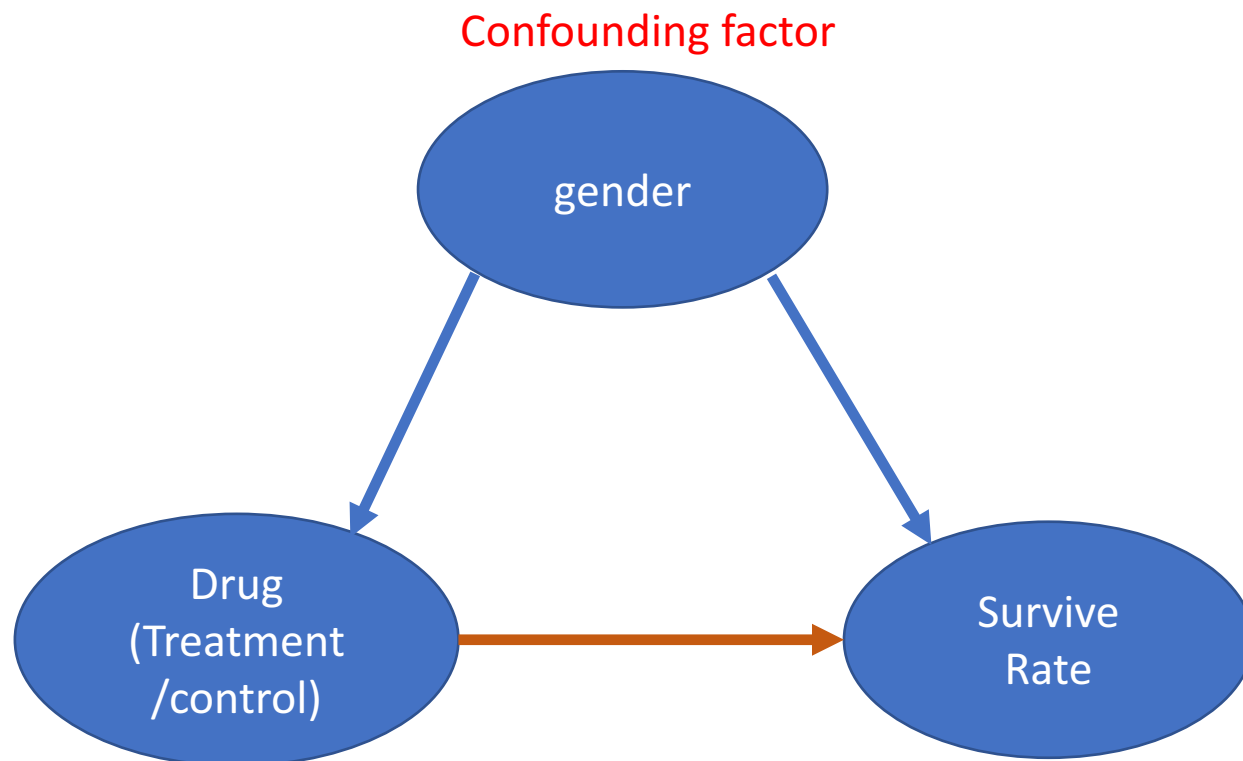 Confounding factor
gender
Drug
(Treatment
/control)
Survive
Rate